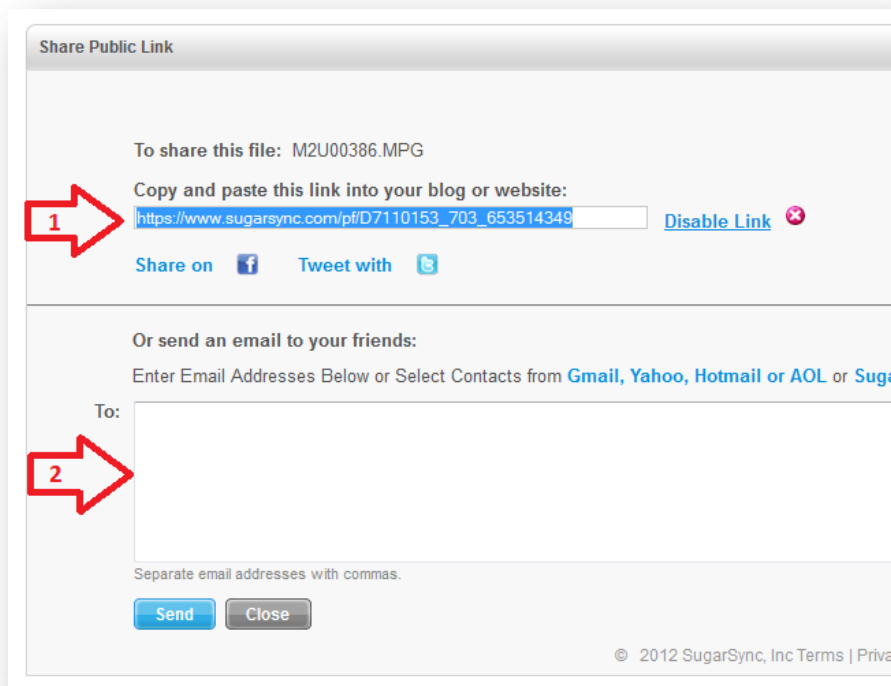 Share Public Link
To share this file: M2U00386.MPG
Copy and paste this link into your blog or website:
1
https://www.sugarsync.com/pf/D7110153_703_653514349 Disable Link
Share on f Tweet with t
Or send an email to your friends:
Enter Email Addresses Below or Select Contacts from Gmail, Yahoo, Hotmail or AOL or Suga
To:
2
Separate email addresses with commas.
Send Close
© 2012 SugarSync, Inc Terms | Priva